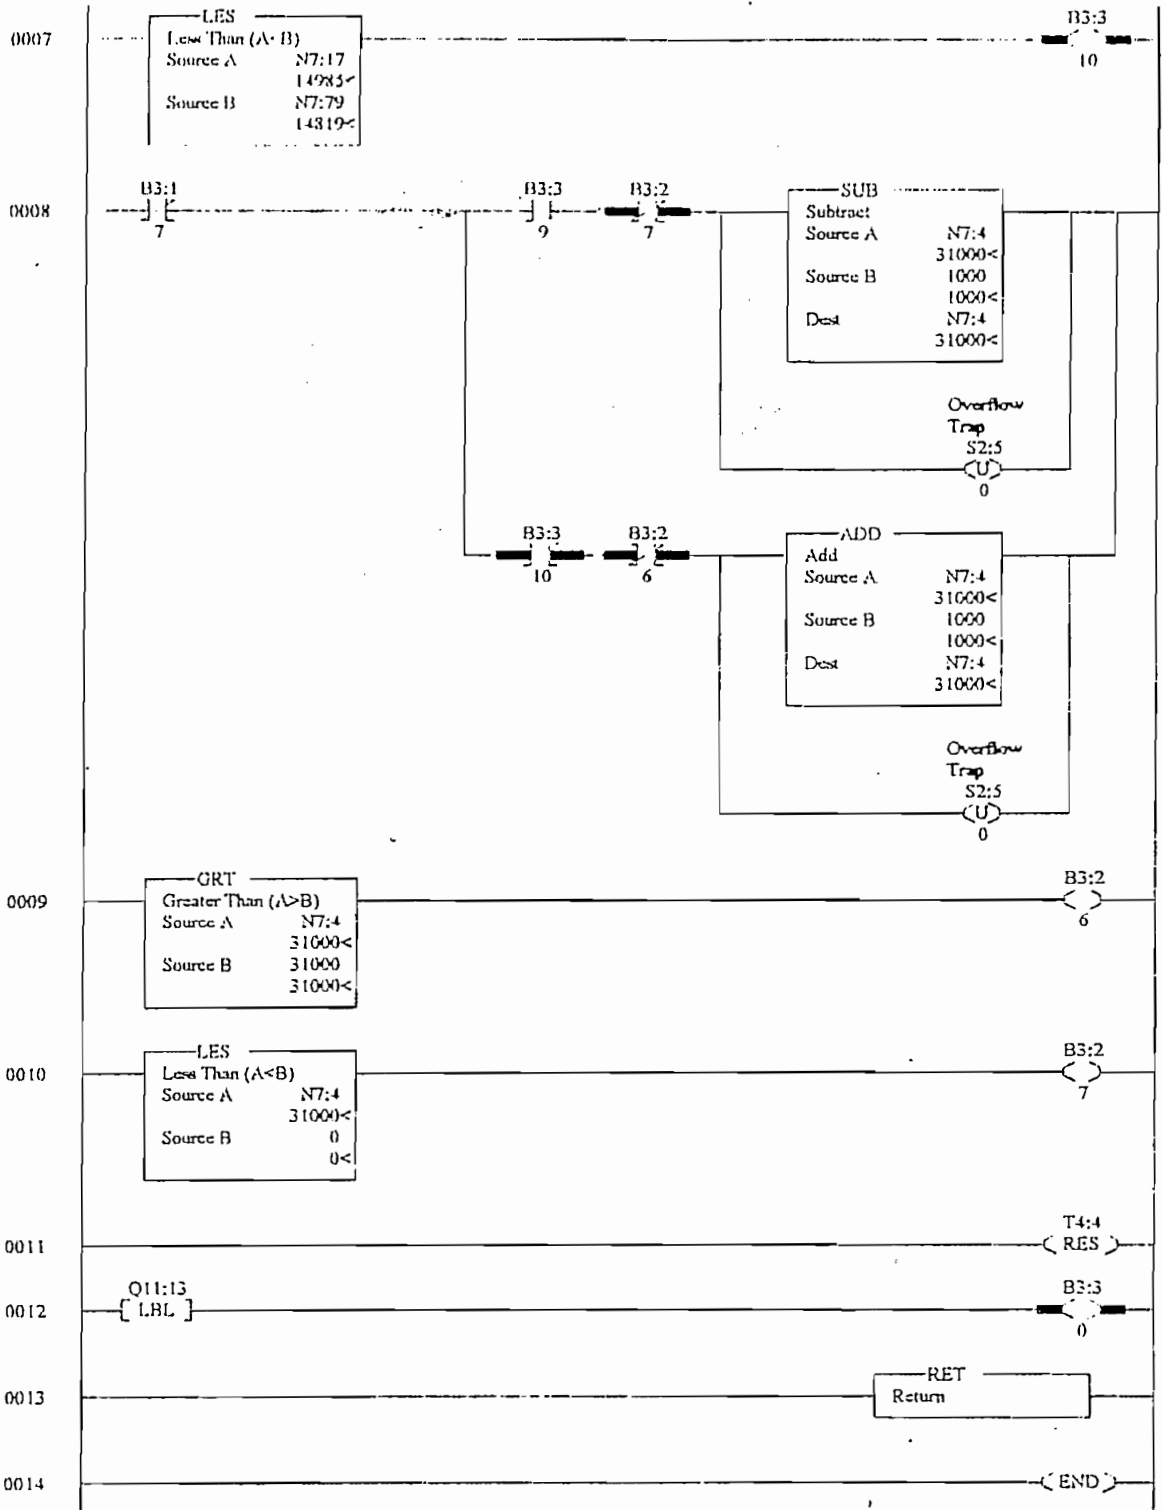 LES
B3:3
0007
Less Than (A<B)
10
Source A N7:17
14985<
Source B N7:79
14819<
B3:1 B3:3 B3:2
SUB
0008
7 9 7
Subtract
Source A N7:4
31000<
Source B 1000
1000<
Dest N7:4
31000<
Overflow
Trap
S2:5
U
0
B3:3 B3:2
ADD
10 6
Add
Source A N7:4
31000<
Source B 1000
1000<
Dest N7:4
31000<
Overflow
Trap
S2:5
U
0
GRT
B3:2
0009
Greater Than (A>B)
6
Source A N7:4
31000<
Source B 31000
31000<
LES
B3:2
0010
Less Than (A<B)
7
Source A N7:4
31000<
Source B 0
0<
T4:4
0011
RES
Q11:13
B3:3
0012
LBL
0
RET
0013
Return
0014
END